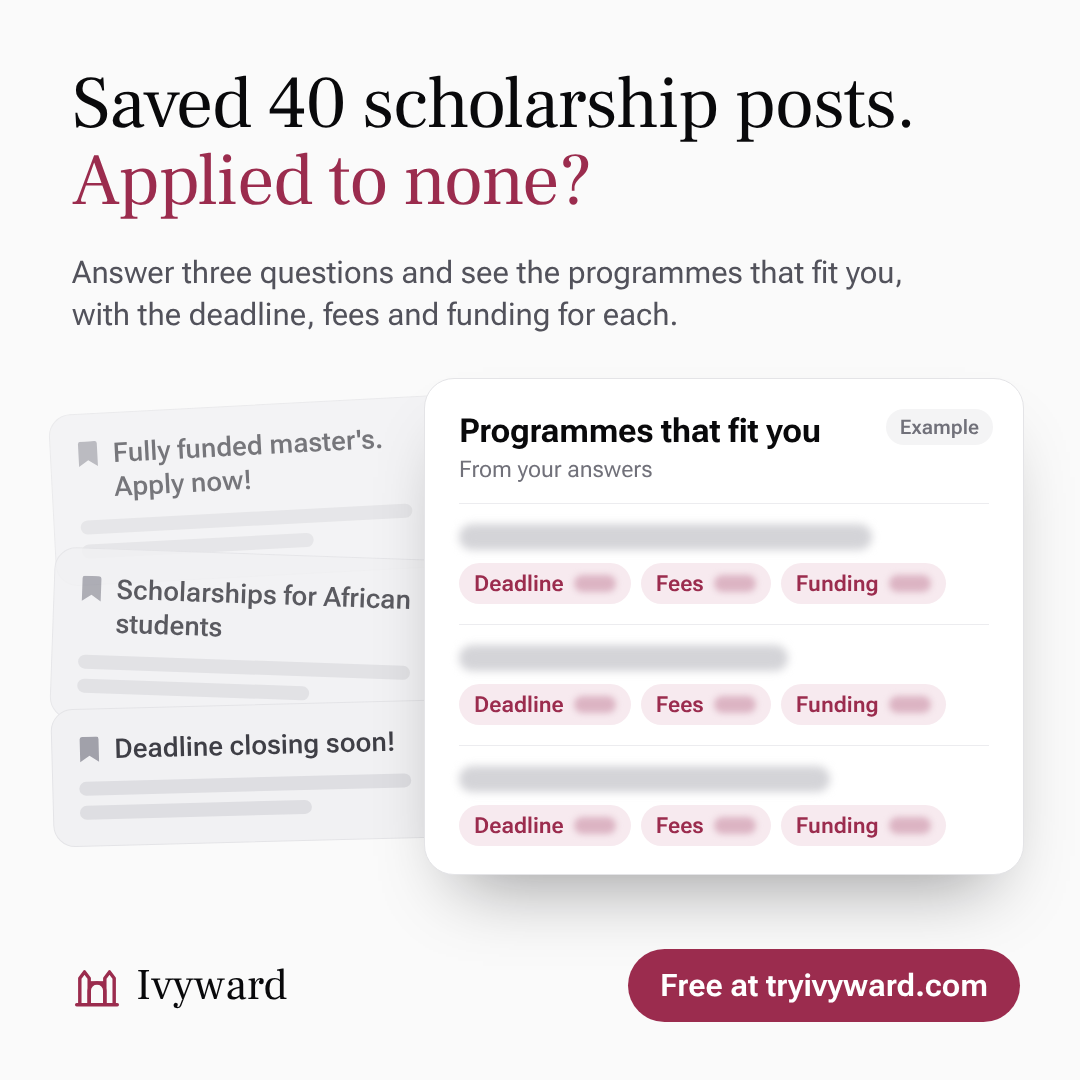 Saved 40 scholarship posts.
Applied to none?
Answer three questions and see the programmes that fit you,
with the deadline, fees and funding for each.
Fully funded master's.
Apply now!
Scholarships for African
students
Deadline closing soon!
Programmes that fit you
Example
From your answers
Deadline Fees Funding
Deadline Fees Funding
Deadline Fees Funding
Ivyward
Free at tryivyward.com